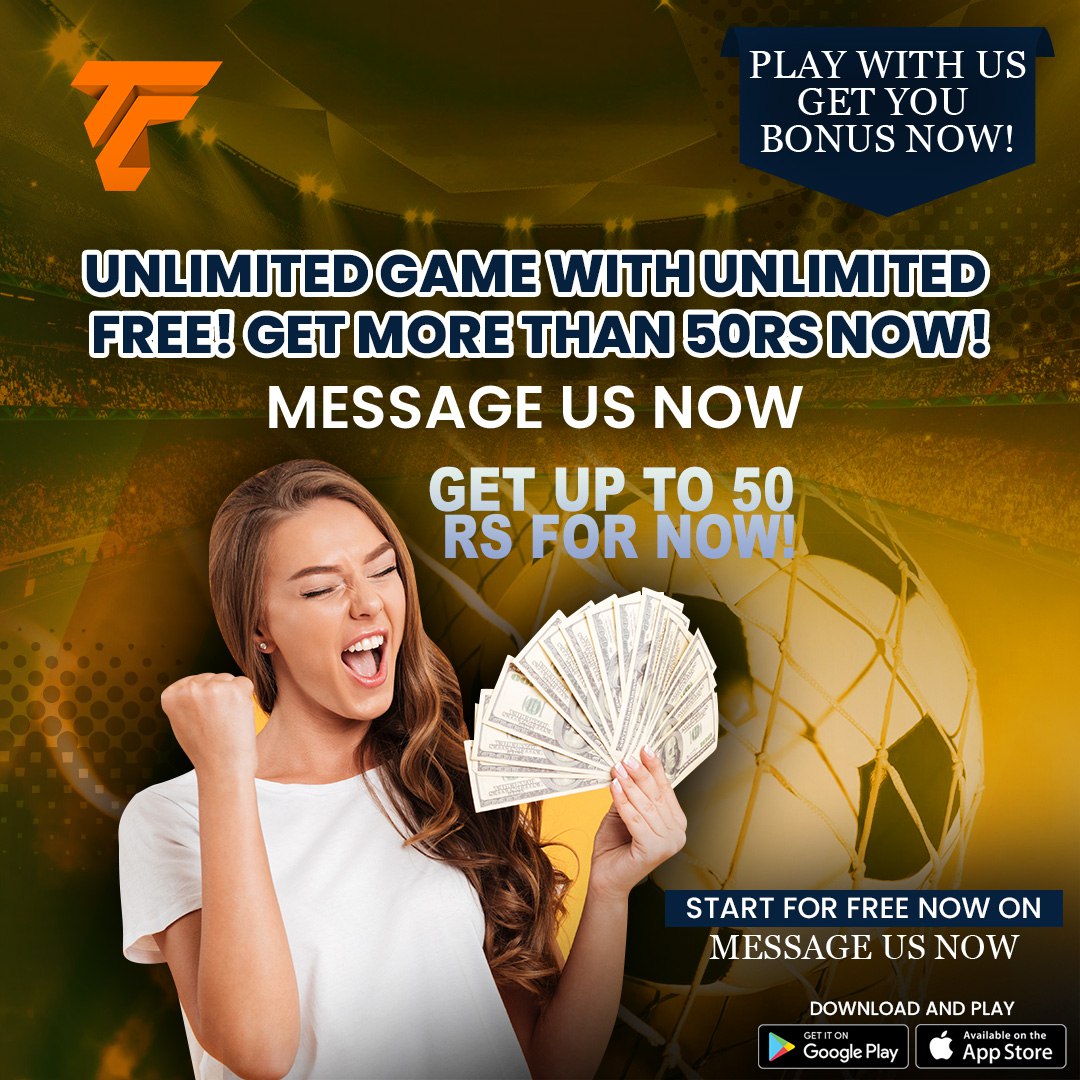 PLAY WITH US
GET YOU
BONUS NOW!
UNLIMITED GAME WITH UNLIMITED
FREE! GET MORE THAN 50RS NOW!
MESSAGE US NOW
GET UP TO 50
RS FOR NOW!
START FOR FREE NOW ON
MESSAGE US NOW
DOWNLOAD AND PLAY
GET IT ON
Google Play
Available on the
App Store